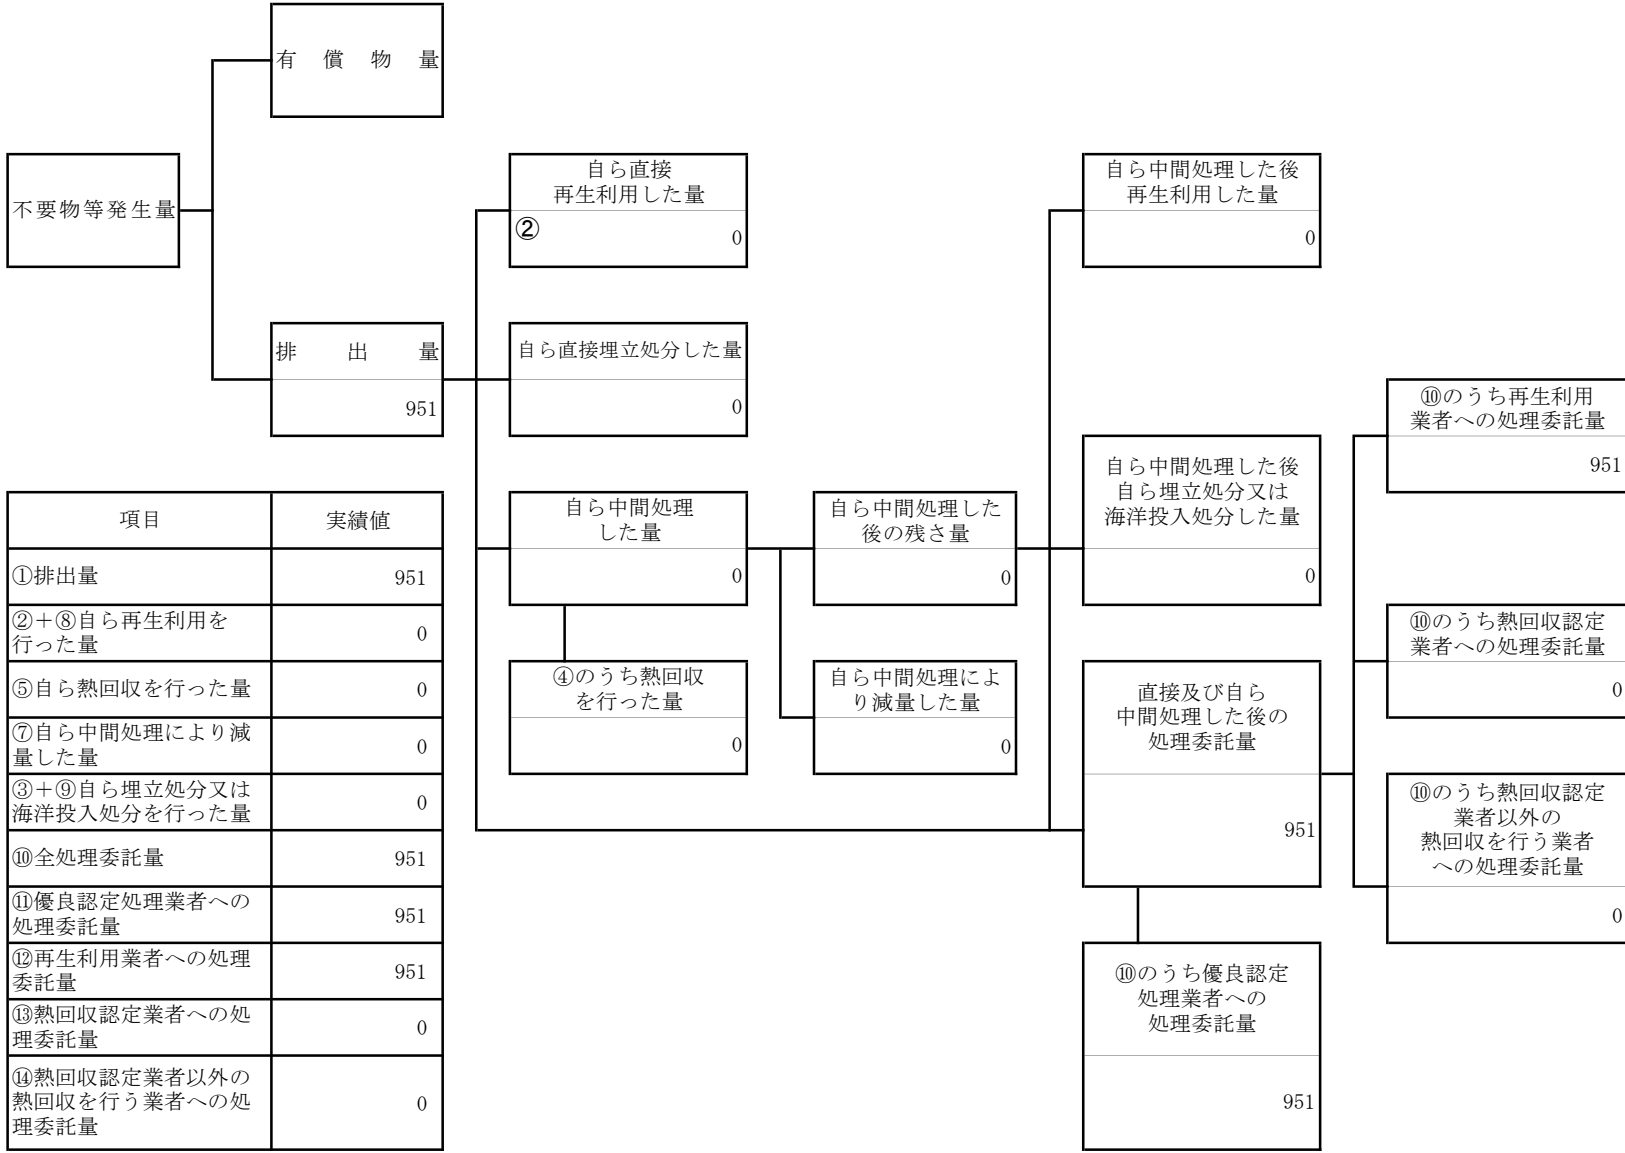 有償物量
不要物等発生量
自ら直接
再生利用した量
②
0
自ら中間処理した後
再生利用した量
0
排出量
951
自ら直接埋立処分した量
0
⑩のうち再生利用
業者への処理委託量
951
自ら中間処理
した量
0
自ら中間処理した
後の残さ量
0
自ら中間処理した後
自ら埋立処分又は
海洋投入処分した量
0
⑩のうち熱回収認定
業者への処理委託量
0
④のうち熱回収
を行った量
0
自ら中間処理によ
り減量した量
0
直接及び自ら
中間処理した後の
処理委託量
951
⑩のうち熱回収認定
業者以外の
熱回収を行う業者
への処理委託量
0
⑩のうち優良認定
処理業者への
処理委託量
951
項目 実績値
①排出量 951
②＋⑧自ら再生利用を
行った量 0
⑤自ら熱回収を行った量 0
⑦自ら中間処理により減
量した量 0
③＋⑨自ら埋立処分又は
海洋投入処分を行った量 0
⑩全処理委託量 951
⑪優良認定処理業者への
処理委託量 951
⑫再生利用業者への処理
委託量 951
⑬熱回収認定業者への処
理委託量 0
⑭熱回収認定業者以外の
熱回収を行う業者への処
理委託量 0